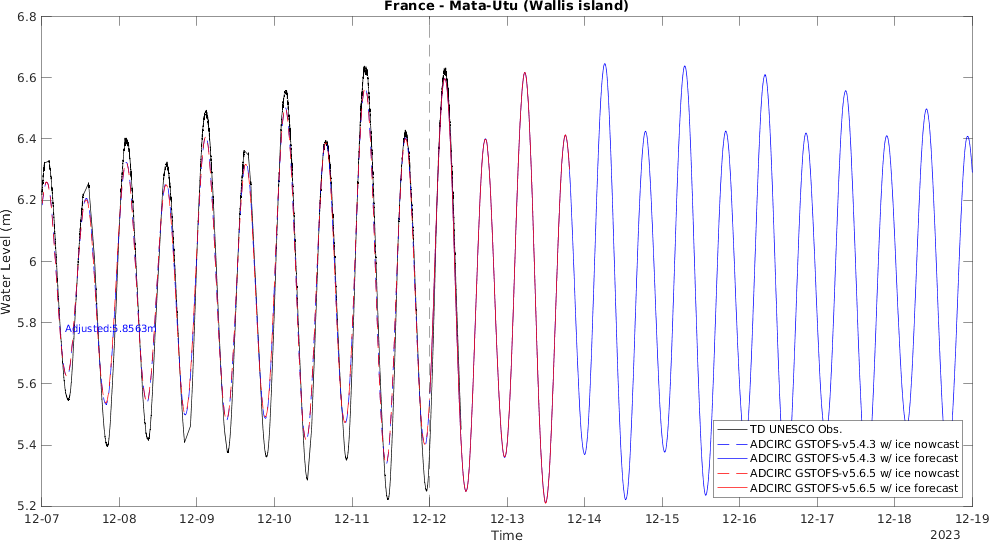 France - Mata-Utu (Wallis island)
6.8
6.6
6.4
6.2
6
5.8
5.6
5.4
5.2
Water Level (m)
Adjusted:5.8563m
TD UNESCO Obs.
ADCIRC GSTOFS-v5.4.3 w/ ice nowcast
ADCIRC GSTOFS-v5.4.3 w/ ice forecast
ADCIRC GSTOFS-v5.6.5 w/ ice nowcast
ADCIRC GSTOFS-v5.6.5 w/ ice forecast
12-07 12-08 12-09 12-10 12-11 12-12 12-13 12-14 12-15 12-16 12-17 12-18 12-19
Time
2023